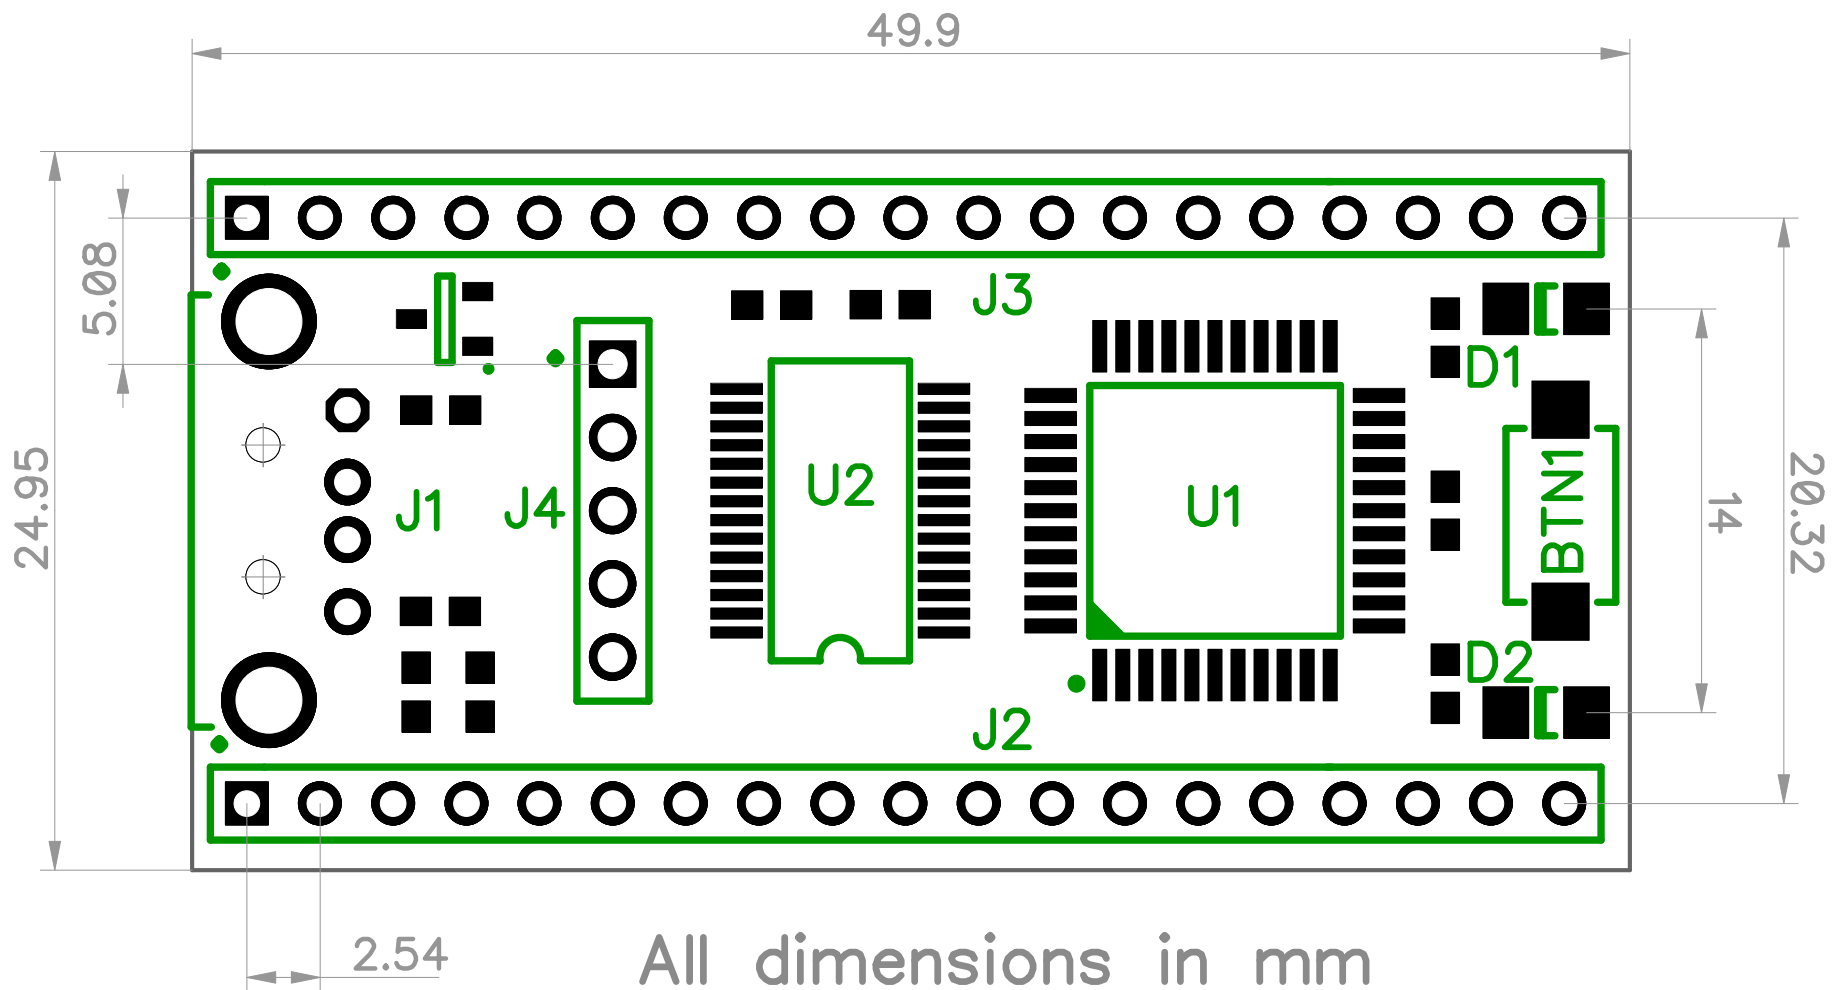 49.9
5.08
J3
D1
24.95
J1
J4
U2
U1
BTN1
14
20.32
D2
J2
2.54
All dimensions in mm